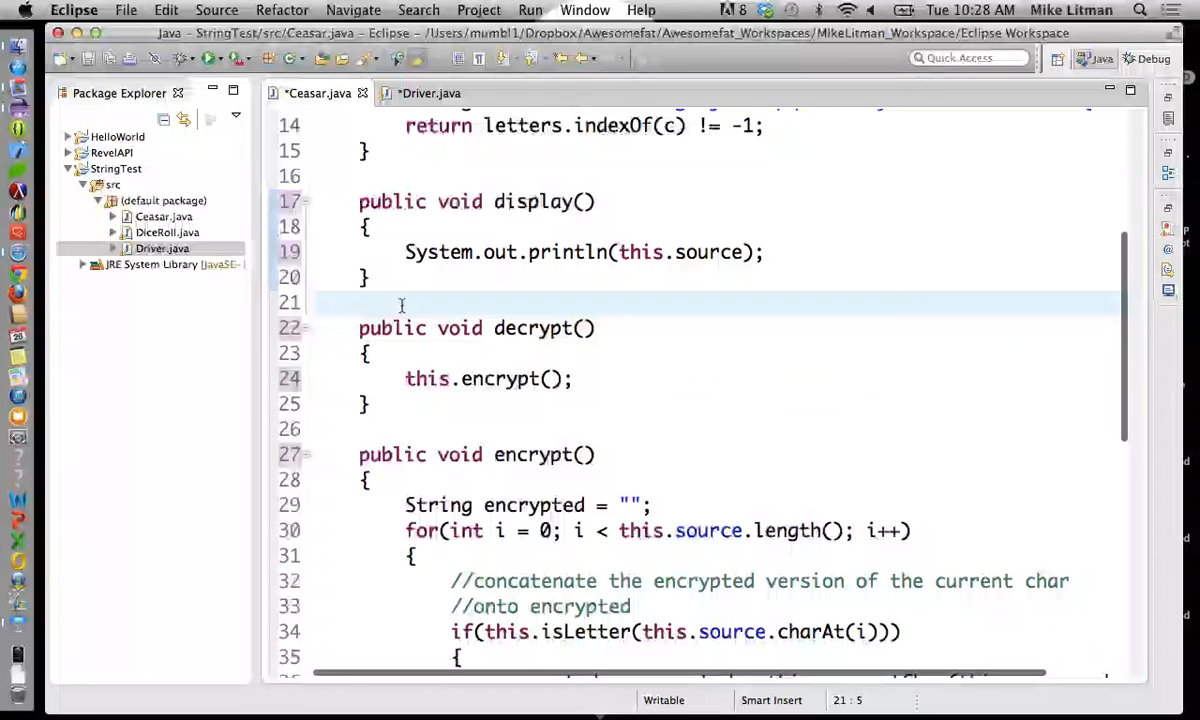 Eclipse File Edit Source Refactor Navigate Search Project Run Window Help 8 Tue 10:28 AM Mike Litman
Java - StringTest/src/Ceasar.java - Eclipse - /Users/mumbl1/Dropbox/Awesomefat/Awesomefat_Workspaces/MikeLitman_Workspace/Eclipse Workspace
Quick Access Java Debug
Package Explorer *Ceasar.java *Driver.java
HelloWorld
RevelAPI
StringTest
src
(default package)
Ceasar.java
DiceRoll.java
Driver.java
JRE System Library [JavaSE-
14 return letters.indexOf(c) != -1;
15 }
16
17 public void display()
18 {
19 System.out.println(this.source);
20 }
21
22 public void decrypt()
23 {
24 this.encrypt();
25 }
26
27 public void encrypt()
28 {
29 String encrypted = "";
30 for(int i = 0; i < this.source.length(); i++)
31 {
32 //concatenate the encrypted version of the current char
33 //onto encrypted
34 if(this.isLetter(this.source.charAt(i)))
35 {
Writable Smart Insert 21 : 5